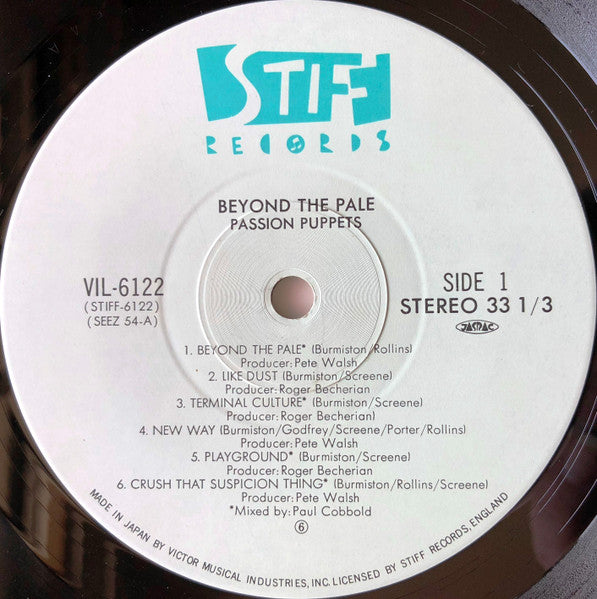 STIFF
RECORDS
BEYOND THE PALE
PASSION PUPPETS
VIL-6122
(STIFF-6122)
(SEEZ 54-A)
SIDE 1
STEREO 33 1/3
JASRAC
1. BEYOND THE PALE* (Burmiston/Rollins)
Producer: Pete Walsh
2. LIKE DUST (Burmiston/Screene)
Producer: Roger Becherian
3. TERMINAL CULTURE* (Burmiston/Screene)
Producer: Roger Becherian)
4. NEW WAY (Burmiston/Godfrey/Screene/Porter/Rollins)
Producer: Pete Walsh
5. PLAYGROUND* (Burmiston/Screene)
Producer: Roger Becherian
6. CRUSH THAT SUSPICION THING* (Burmiston/Rollins/Screene)
Producer: Pete Walsh
*Mixed by: Paul Cobbold
⑥
MADE IN JAPAN BY VICTOR MUSICAL INDUSTRIES, INC. LICENSED BY STIFF RECORDS, ENGLAND